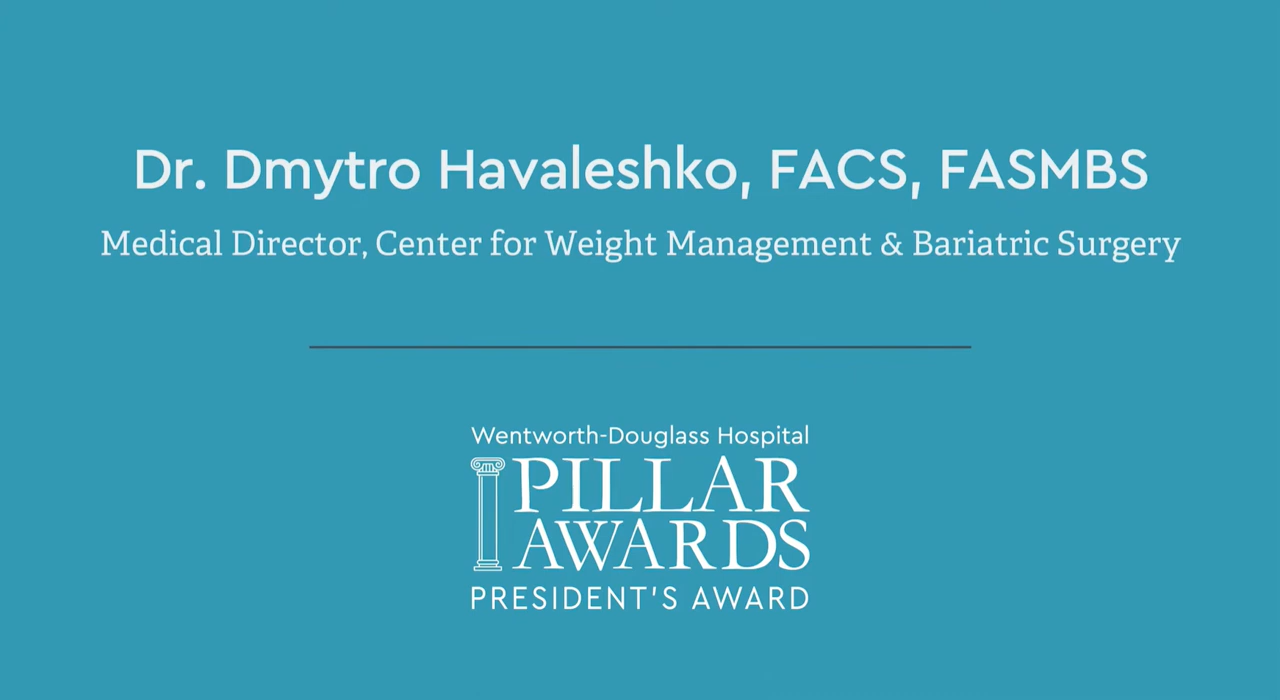 Dr. Dmytro Havaleshko, FACS, FASMBS
Medical Director, Center for Weight Management & Bariatric Surgery
Wentworth-Douglass Hospital
PILLAR
AWARDS
PRESIDENT'S AWARD